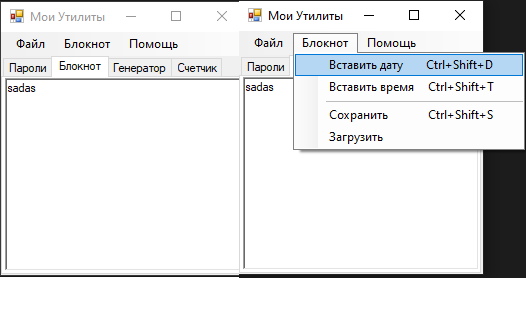 Мои Утилиты
Файл Блокнот Помощь
Пароли Блокнот Генератор Счетчик
sadas
Мои Утилиты
Файл Блокнот Помощь
Пароли
sadas
Вставить дату Ctrl+Shift+D
Вставить время Ctrl+Shift+T
Сохранить Ctrl+Shift+S
Загрузить